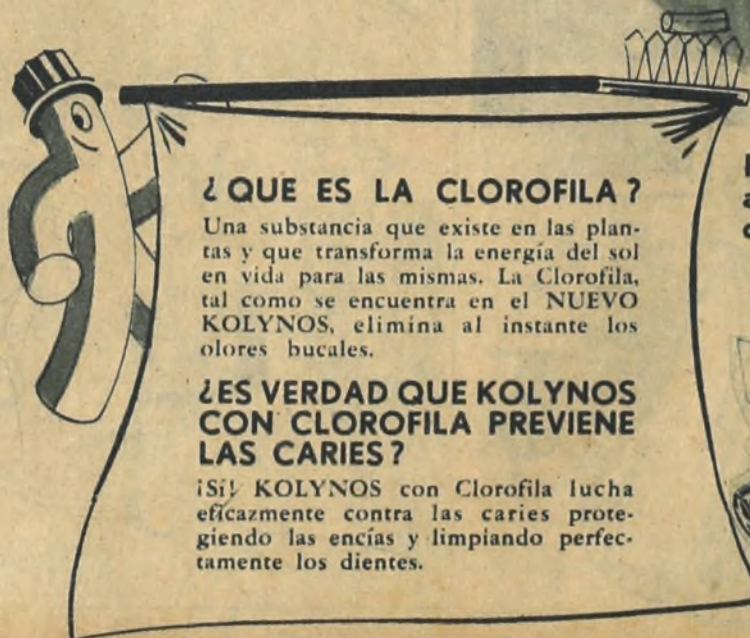 ¿ QUE ES LA CLOROFILA ?
Una substancia que existe en las plan-
tas y que transforma la energía del sol
en vida para las mismas. La Clorofila,
tal como se encuentra en el NUEVO
KOLYNOS, elimina al instante los
olores bucales.
¿ES VERDAD QUE KOLYNOS
CON CLOROFILA PREVIENE
LAS CARIES?
¡Sí! KOLYNOS con Clorofila lucha
eficazmente contra las caries prote-
giendo las encías y limpiando perfec-
tamente los dientes.